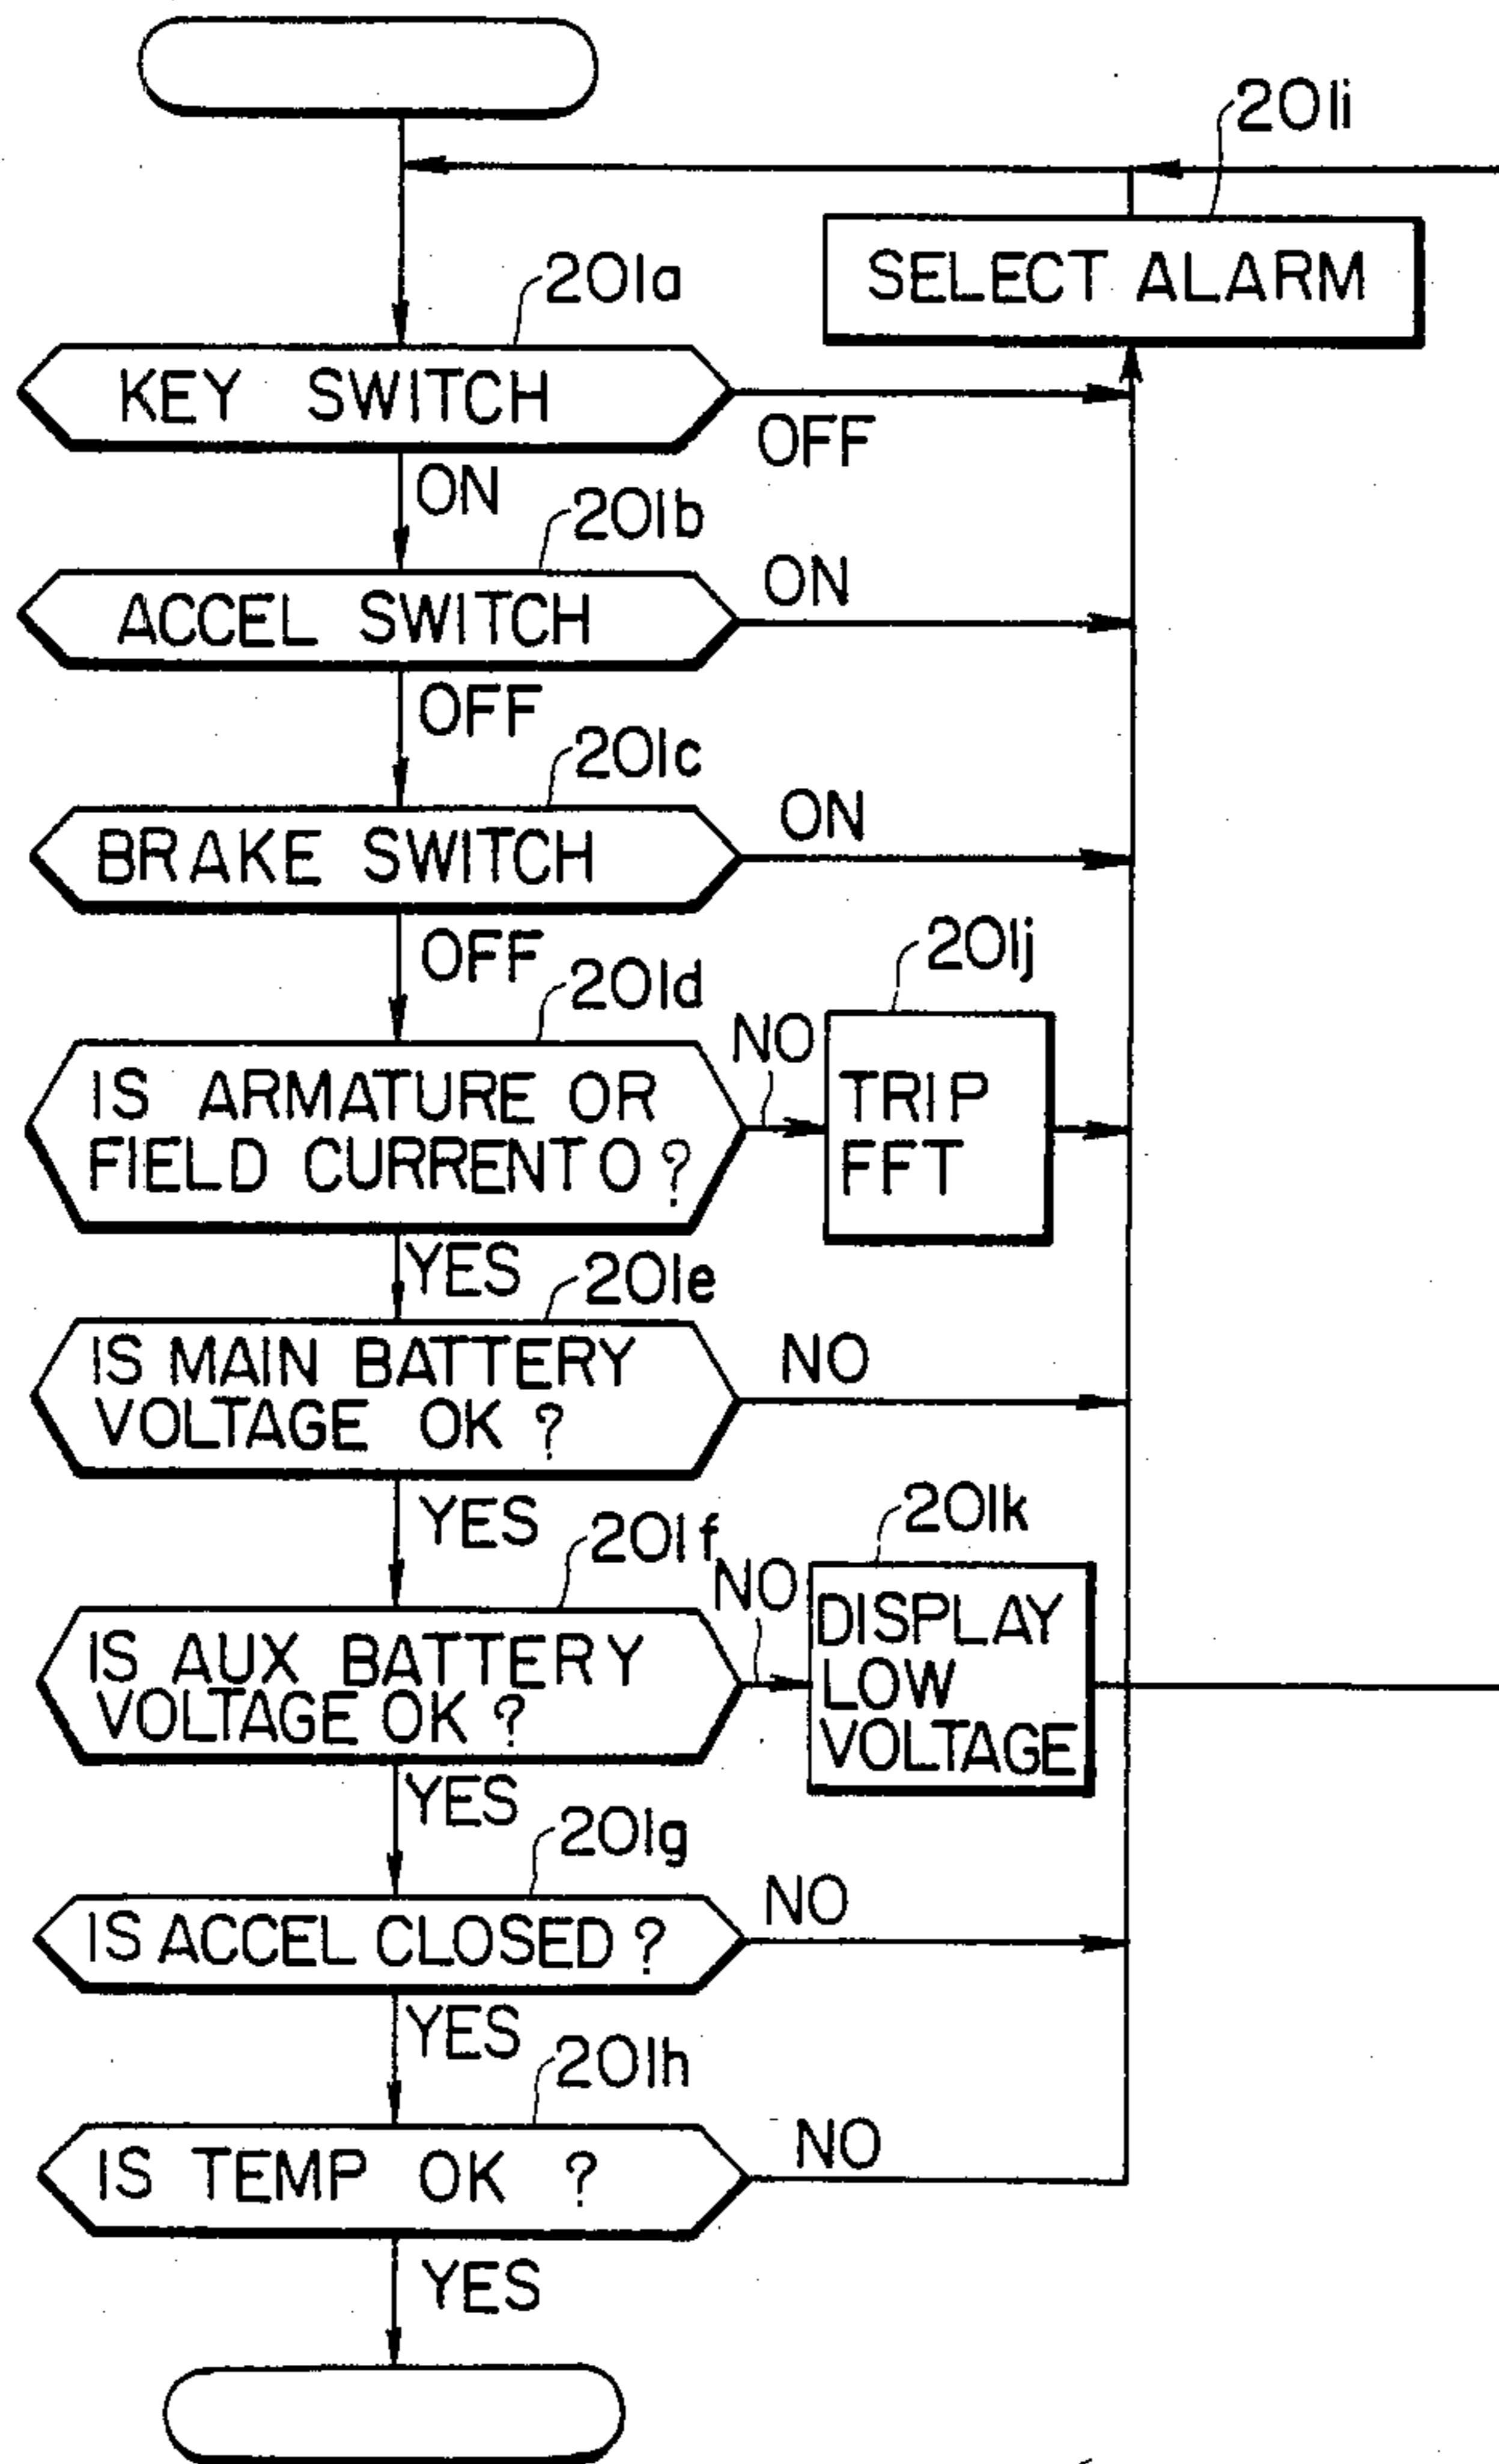 201i
SELECT ALARM
201a
KEY SWITCH
OFF
ON
201b
ON
ACCEL SWITCH
OFF
201c
ON
BRAKE SWITCH
OFF
201d
201j
NO
IS ARMATURE OR
FIELD CURRENT 0 ?
TRIP
FFT
YES
201e
IS MAIN BATTERY
VOLTAGE OK ?
NO
YES
201f
201k
NO
IS AUX BATTERY
VOLTAGE OK ?
DISPLAY
LOW
VOLTAGE
YES
201g
NO
IS ACCEL CLOSED ?
YES
201h
NO
IS TEMP OK ?
YES